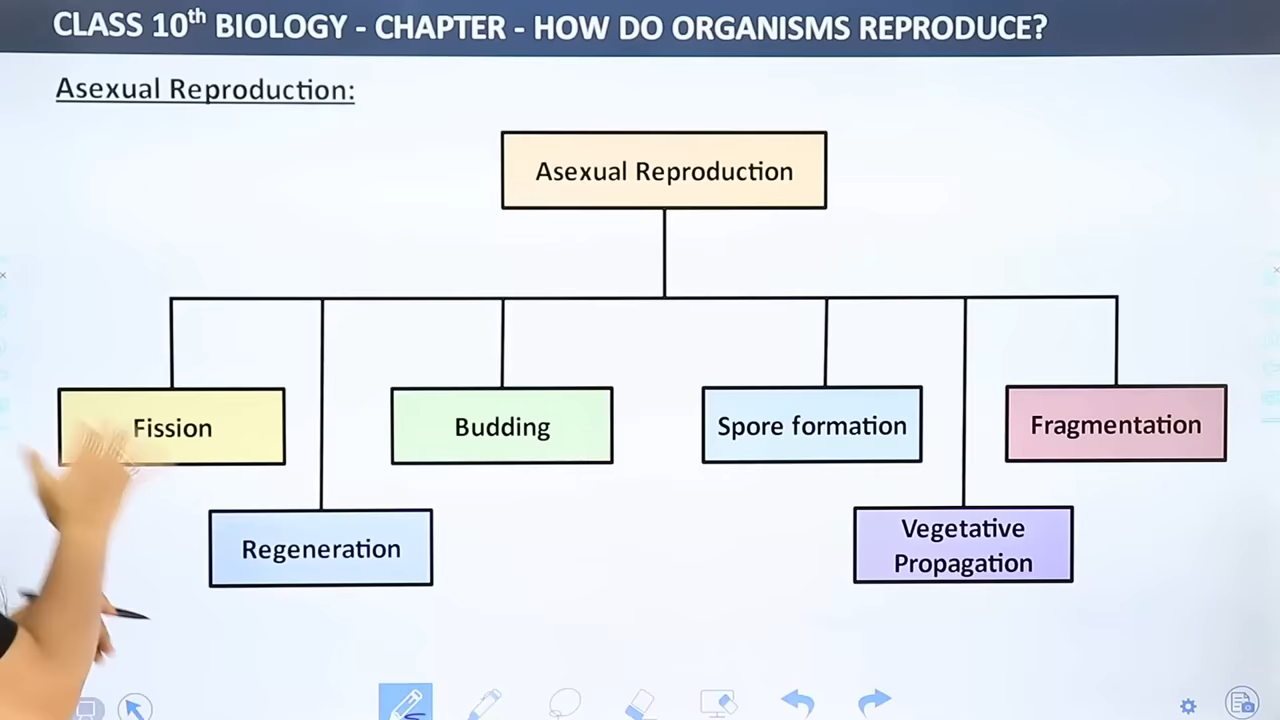 CLASS 10th BIOLOGY - CHAPTER - HOW DO ORGANISMS REPRODUCE?
Asexual Reproduction:
Asexual Reproduction
Fission
Budding
Spore formation
Fragmentation
Regeneration
Vegetative
Propagation